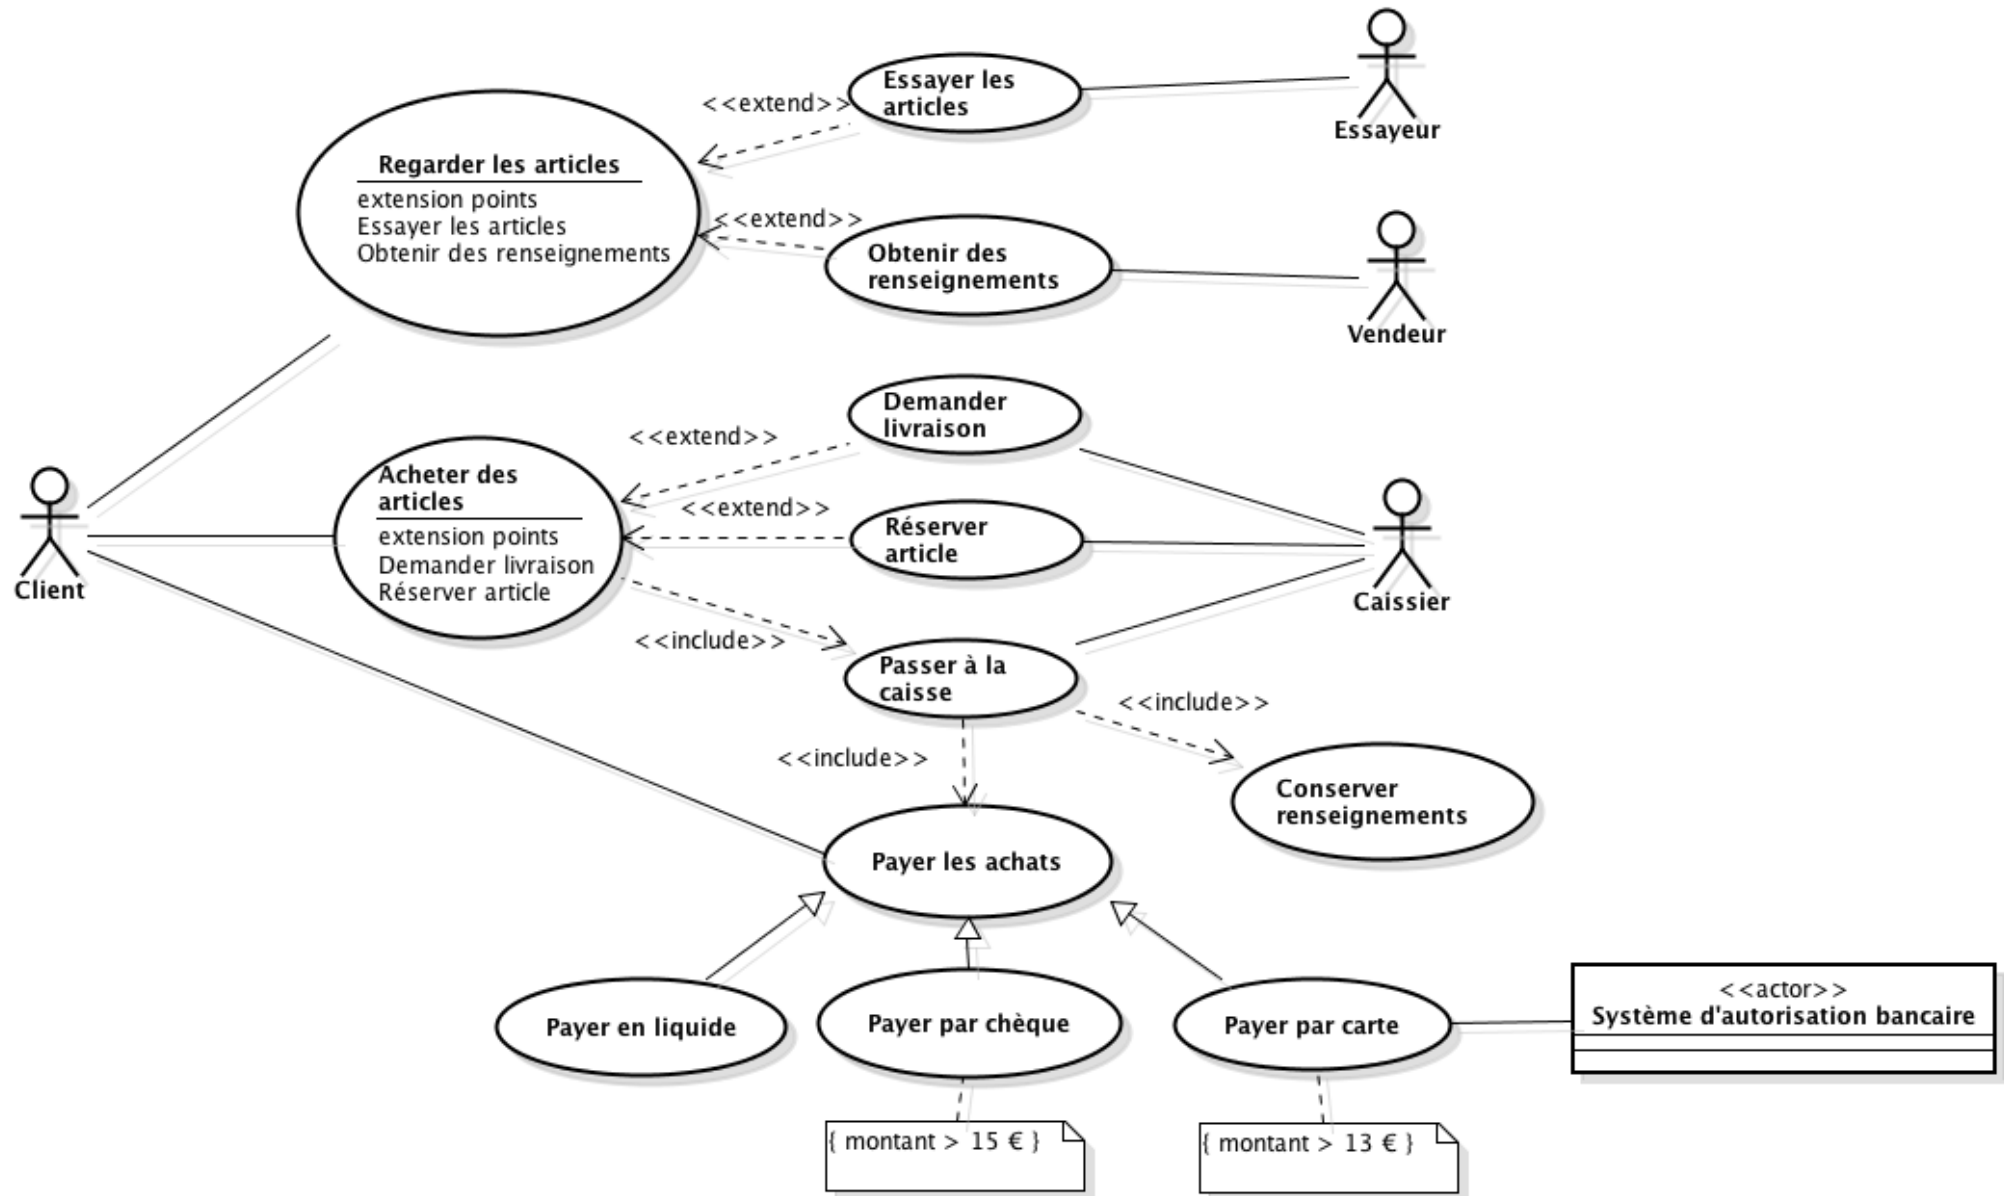 Essayeur
<<extend>>
Essayer les
articles
Regarder les articles
extension points
Essayer les articles
Obtenir des renseignements
<<extend>>
Obtenir des
renseignements
Vendeur
Demander
livraison
<<extend>>
Acheter des
articles
extension points
Demander livraison
Réserver article
<<extend>>
Réserver
article
Client
Caissier
<<include>>
Passer à la
caisse
<<include>>
<<include>>
Conserver
renseignements
Payer les achats
Payer en liquide
Payer par chèque
Payer par carte
<<actor>>
Système d'autorisation bancaire
{ montant > 15 € }
{ montant > 13 € }